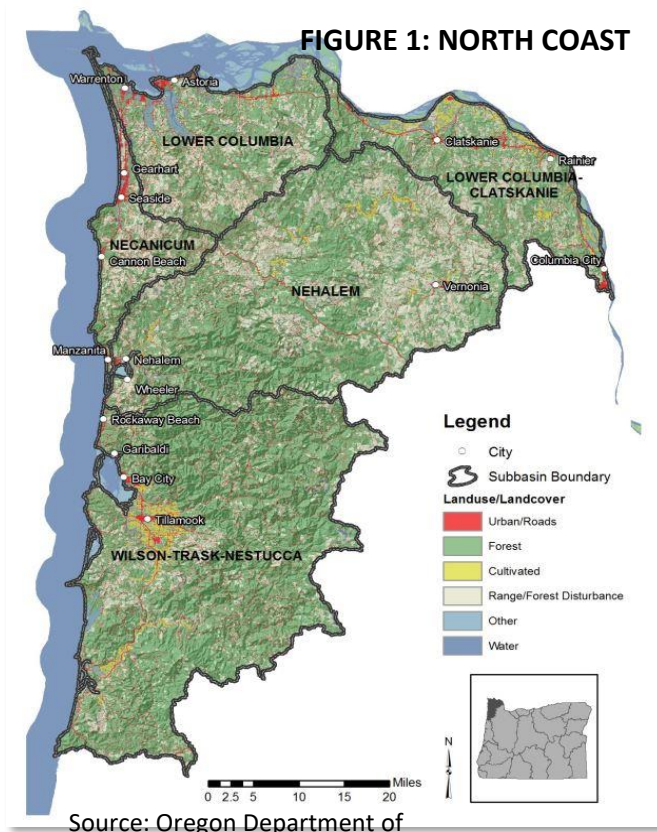 FIGURE 1: NORTH COAST
Warrenton
Astoria
LOWER COLUMBIA
Clatskanie
Rainier
LOWER COLUMBIA-
CLATSKANIE
Gearhart
Seaside
NECANICUM
Cannon Beach
Columbia City
NEHALEM
Vernonia
Manzanita
Nehalem
Wheeler
Rockaway Beach
Garibaldi
Bay City
Tillamook
WILSON-TRASK-NESTUCCA
Legend
City
Subbasin Boundary
Landuse/Landcover
Urban/Roads
Forest
Cultivated
Range/Forest Disturbance
Other
Water
N
Miles
0 2.5 5 10 15 20
Source: Oregon Department of